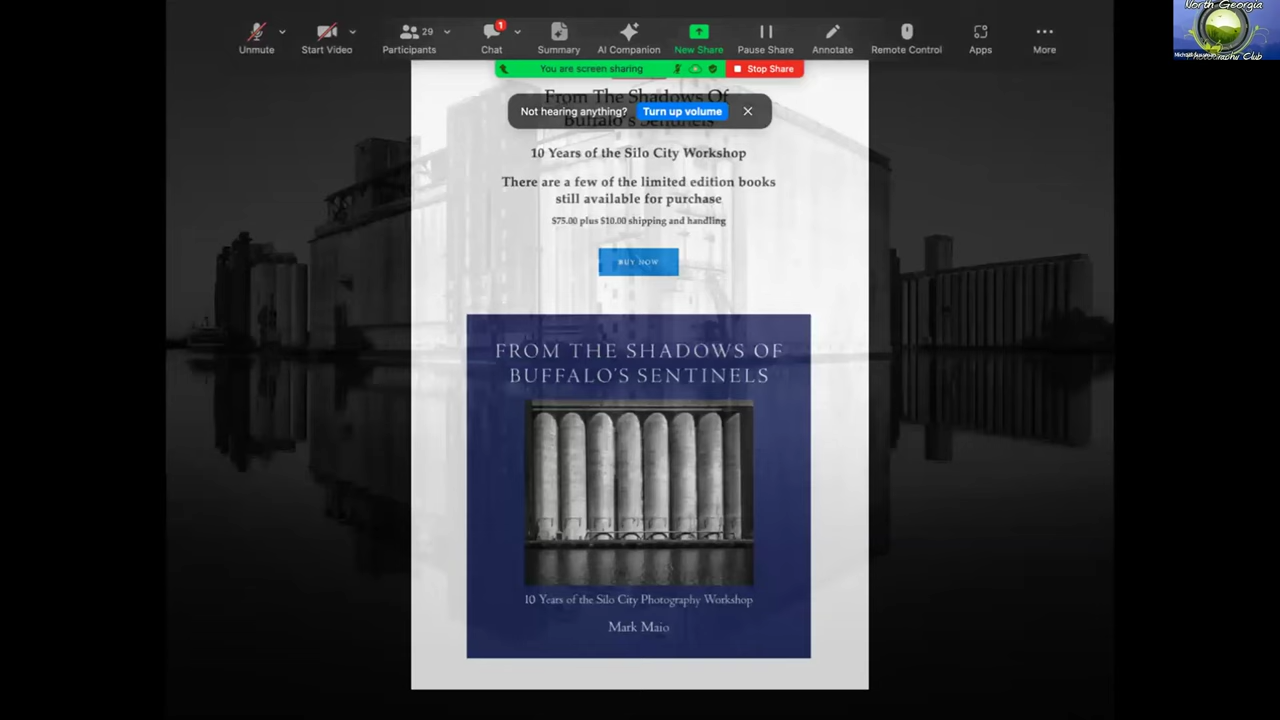 North Georgia
Photography Club
29
1
Unmute
Start Video
Participants
Chat
Summary
AI Companion
New Share
Pause Share
Annotate
Remote Control
Apps
More
You are screen sharing
Stop Share
From The Shadows Of
Buffalo's Sentinels
Not hearing anything?
Turn up volume
10 Years of the Silo City Workshop
There are a few of the limited edition books
still available for purchase
$75.00 plus $10.00 shipping and handling
BUY NOW
FROM THE SHADOWS OF
BUFFALO'S SENTINELS
10 Years of the Silo City Photography Workshop
Mark Maio